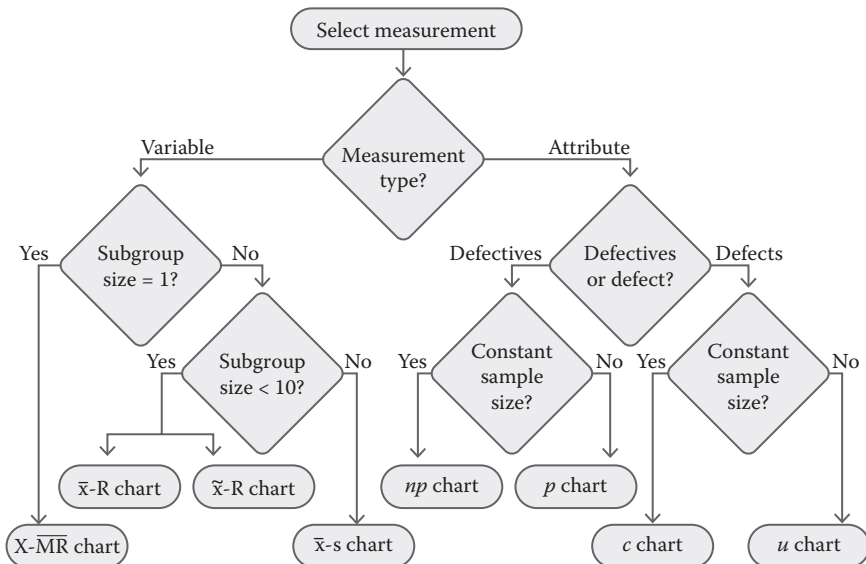 Select measurement
Variable
Measurement
type?
Attribute
Yes
Subgroup
size = 1?
No
Defectives
Defectives
or defect?
Defects
Yes
Subgroup
size < 10?
No
Yes
Constant
sample
size?
No
Yes
Constant
sample
size?
No
x̄-R chart
x̃-R chart
np chart
p chart
X-M̅R̅ chart
x̄-s chart
c chart
u chart